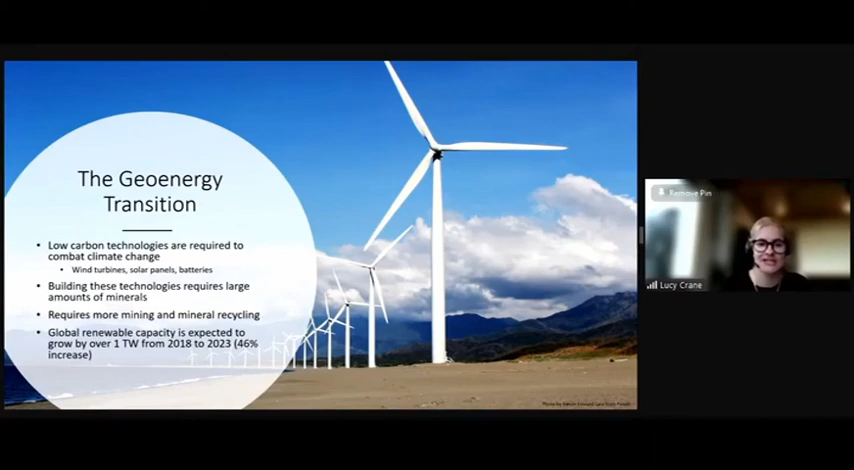 The Geoenergy
Transition
• Low carbon technologies are required to
combat climate change
• Wind turbines, solar panels, batteries
• Building these technologies requires large
amounts of minerals
• Requires more mining and mineral recycling
• Global renewable capacity is expected to
grow by over 1 TW from 2018 to 2023 (46%
increase)
Remove Pin
Lucy Crane